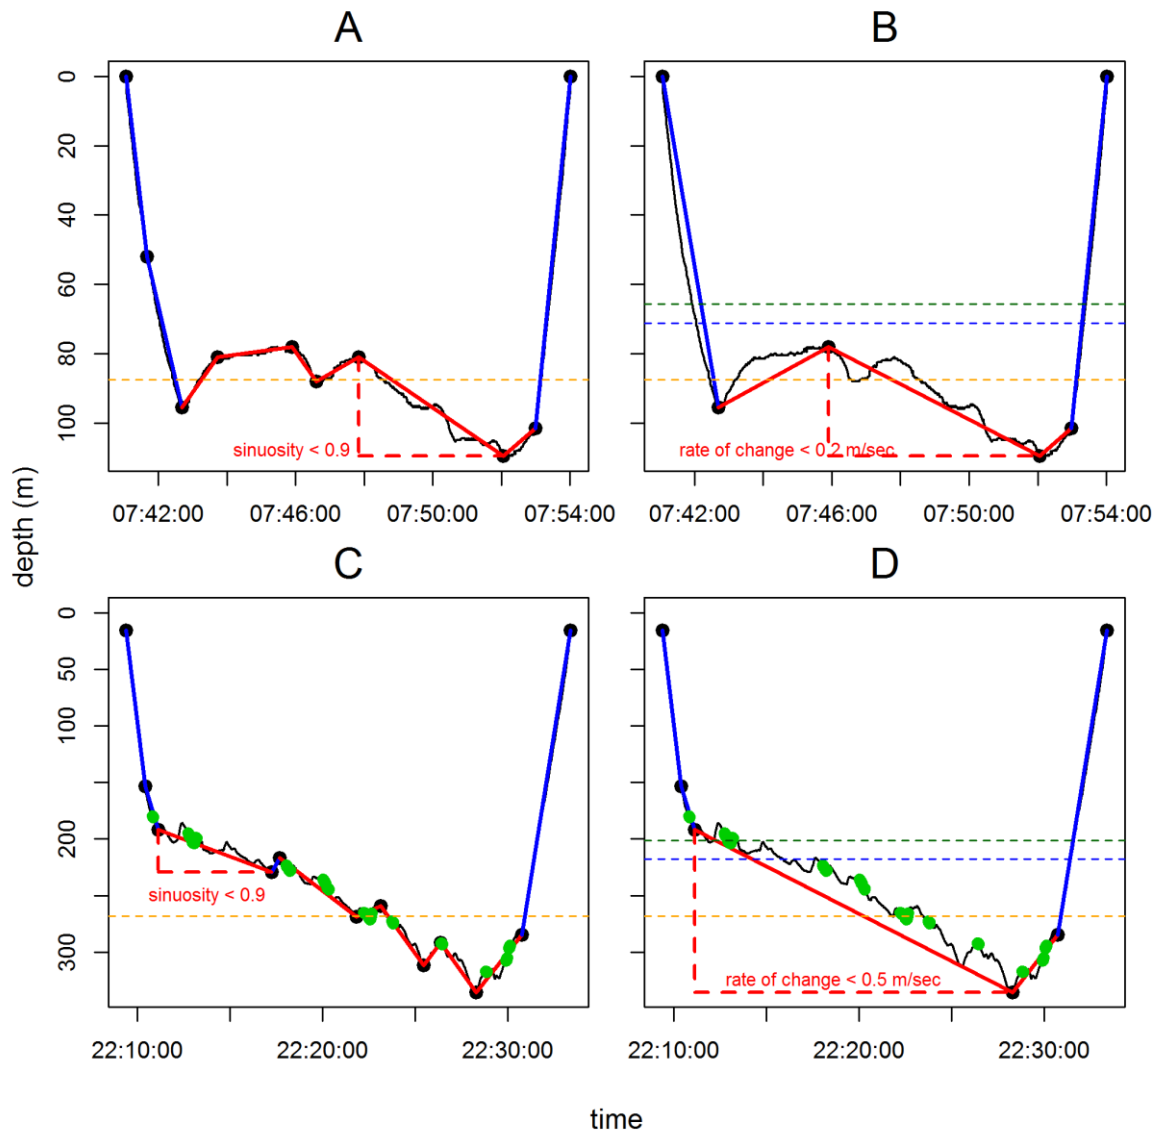 A
B
0
20
40
60
80
100
sinuosity < 0.9
rate of change < 0.2 m/sec
07:42:00
07:46:00
07:50:00
07:54:00
07:42:00
07:46:00
07:50:00
07:54:00
depth (m)
C
D
0
50
100
200
300
sinuosity < 0.9
rate of change < 0.5 m/sec
22:10:00
22:20:00
22:30:00
22:10:00
22:20:00
22:30:00
time